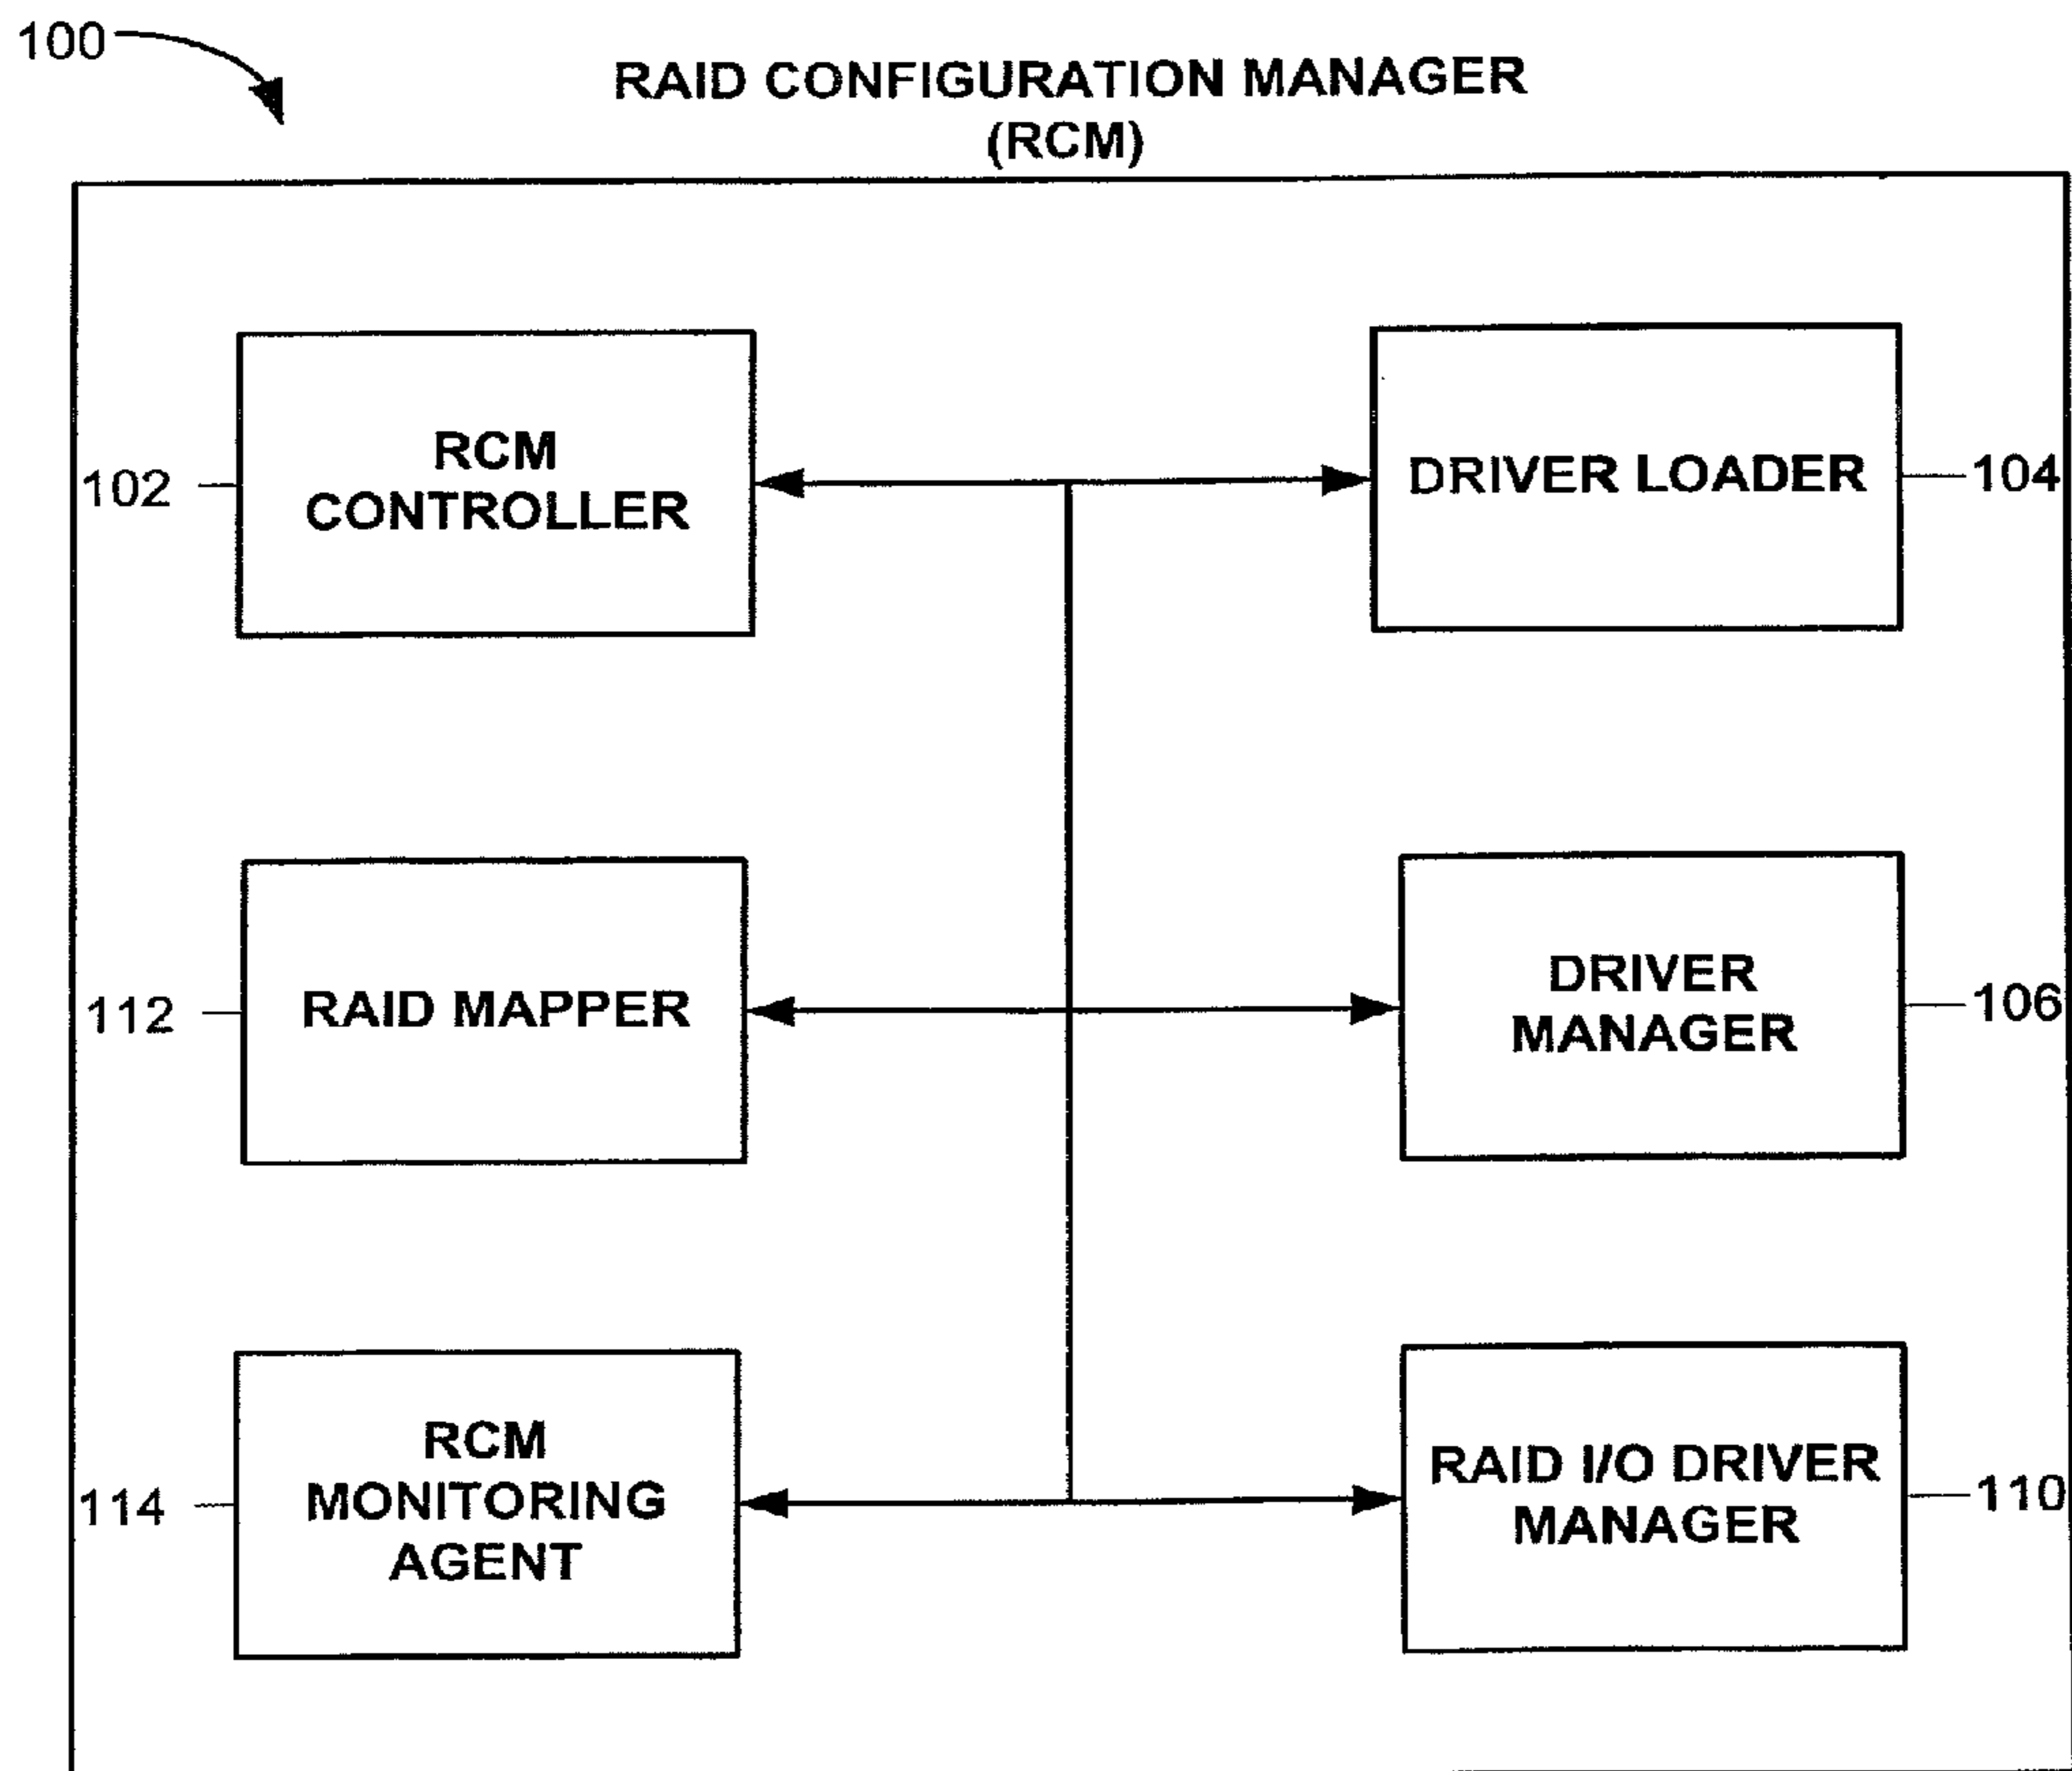 100
RAID CONFIGURATION MANAGER
(RCM)
RCM
CONTROLLER
102
DRIVER LOADER
104
RAID MAPPER
112
DRIVER
MANAGER
106
RCM
MONITORING
AGENT
114
RAID I/O DRIVER
MANAGER
110